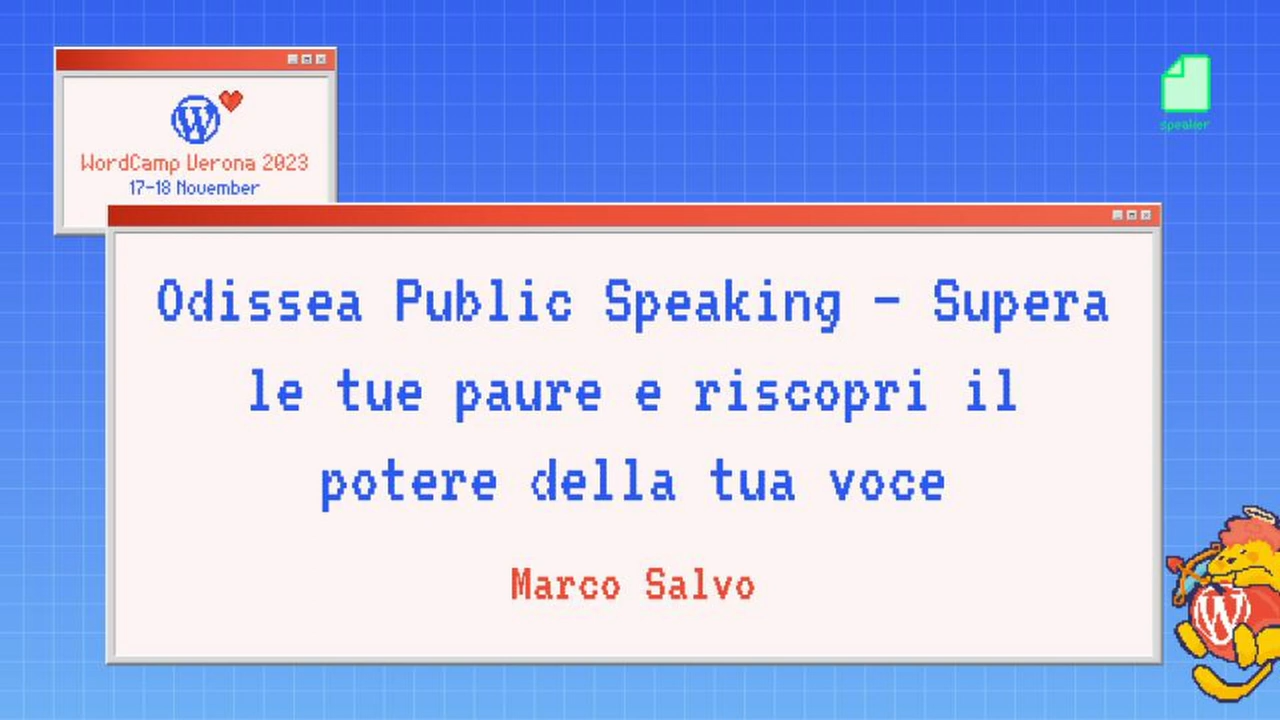 WordCamp Verona 2023
17-18 November
speaker
Odissea Public Speaking – Supera
le tue paure e riscopri il
potere della tua voce
Marco Salvo